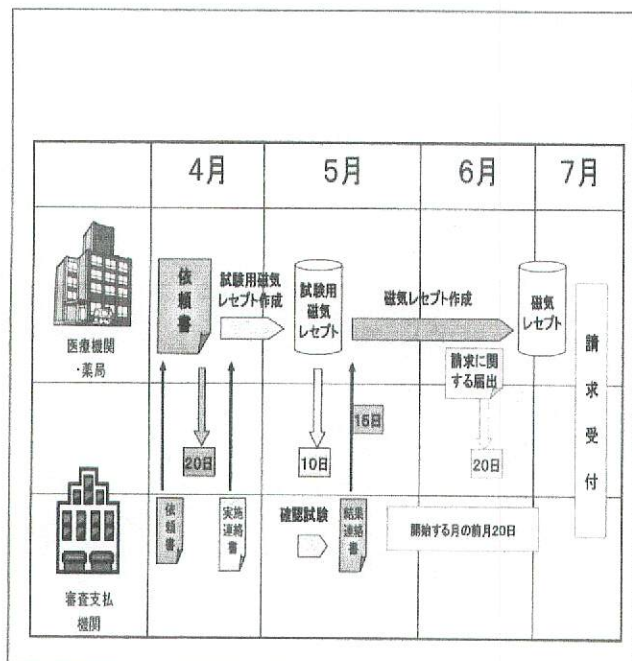 4月
5月
6月
7月
依頼書
試験用磁気
レセプト作成
試験用
磁気
レセプト
磁気レセプト作成
磁気
レセプト
医療機関
・薬局
請求に関
する届出
請求受付
20日
10日
15日
20日
依頼書
実施連絡書
確認試験
結果連絡書
開始する月の前月20日
審査支払
機関